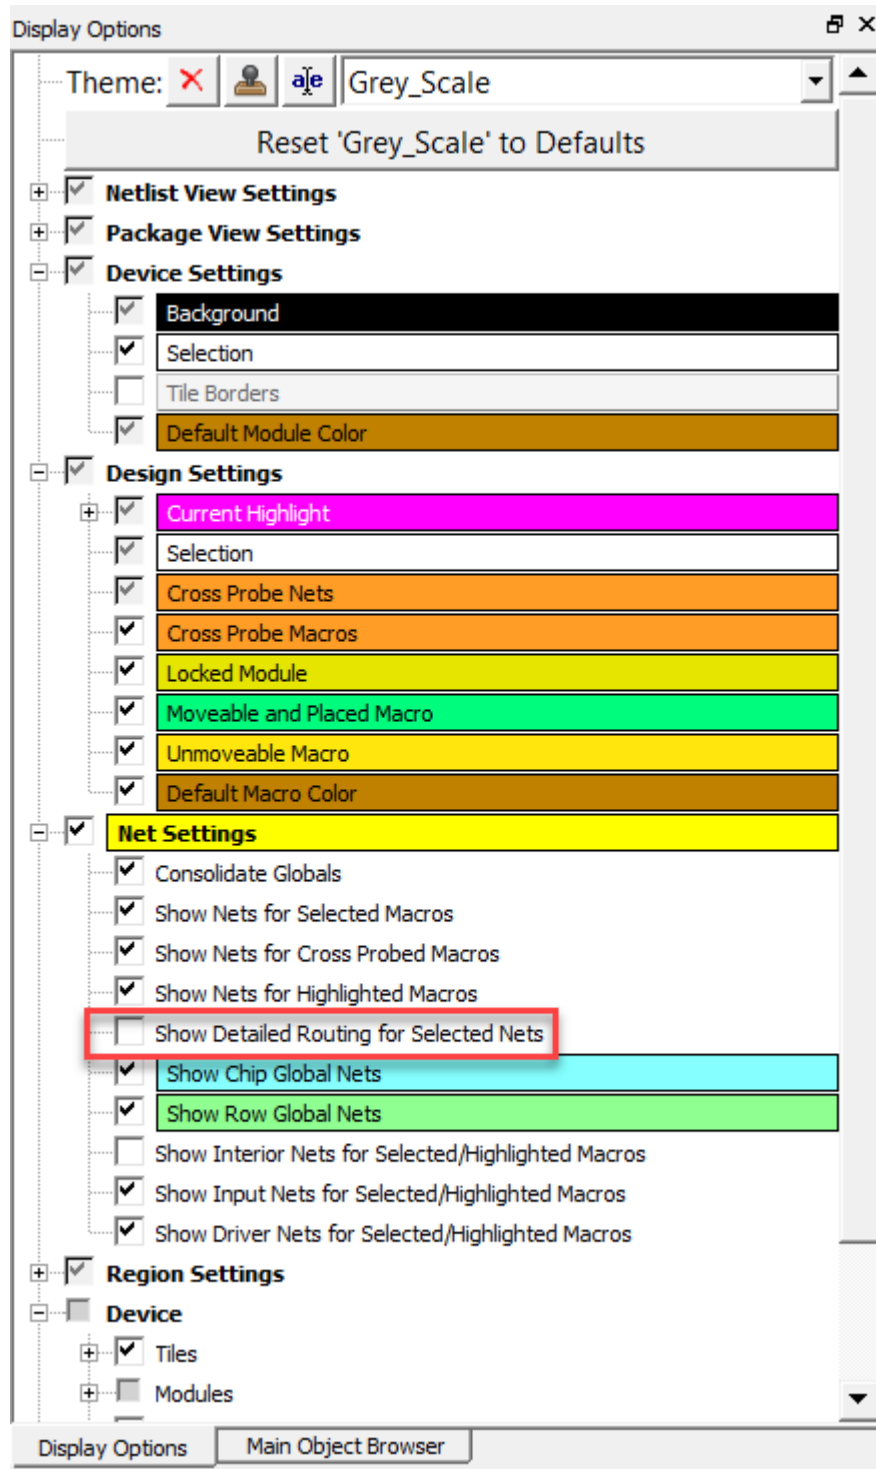 Display Options
Theme: a|e Grey_Scale
Reset 'Grey_Scale' to Defaults
Netlist View Settings
Package View Settings
Device Settings
Background
Selection
Tile Borders
Default Module Color
Design Settings
Current Highlight
Selection
Cross Probe Nets
Cross Probe Macros
Locked Module
Moveable and Placed Macro
Unmoveable Macro
Default Macro Color
Net Settings
Consolidate Globals
Show Nets for Selected Macros
Show Nets for Cross Probed Macros
Show Nets for Highlighted Macros
Show Detailed Routing for Selected Nets
Show Chip Global Nets
Show Row Global Nets
Show Interior Nets for Selected/Highlighted Macros
Show Input Nets for Selected/Highlighted Macros
Show Driver Nets for Selected/Highlighted Macros
Region Settings
Device
Tiles
Modules
Display Options Main Object Browser